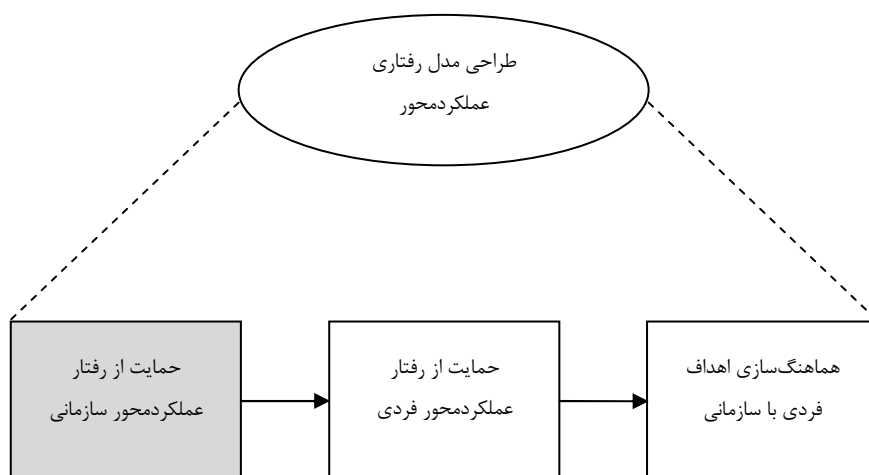 طراحی مدل رفتاری
عملکردمحور
حمایت از رفتار
عملکردمحور سازمانی
حمایت از رفتار
عملکردمحور فردی
هماهنگ‌سازی اهداف
فردی با سازمانی